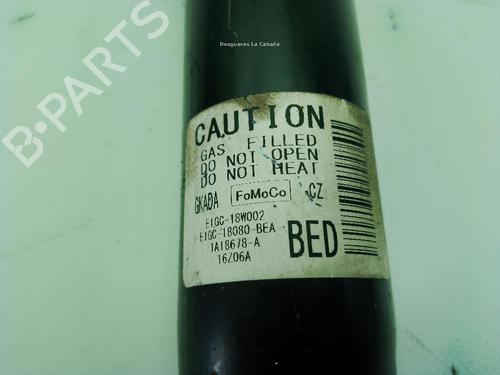 Desguaces La Cabaña
B-PARTS
CAUTION
GAS FILLED
DO NOT OPEN
DO NOT HEAT
GKADA FoMoCo CZ
E1GC-18W002
E1GC-18080-BEA
1A18678-A
16Z06A
BED